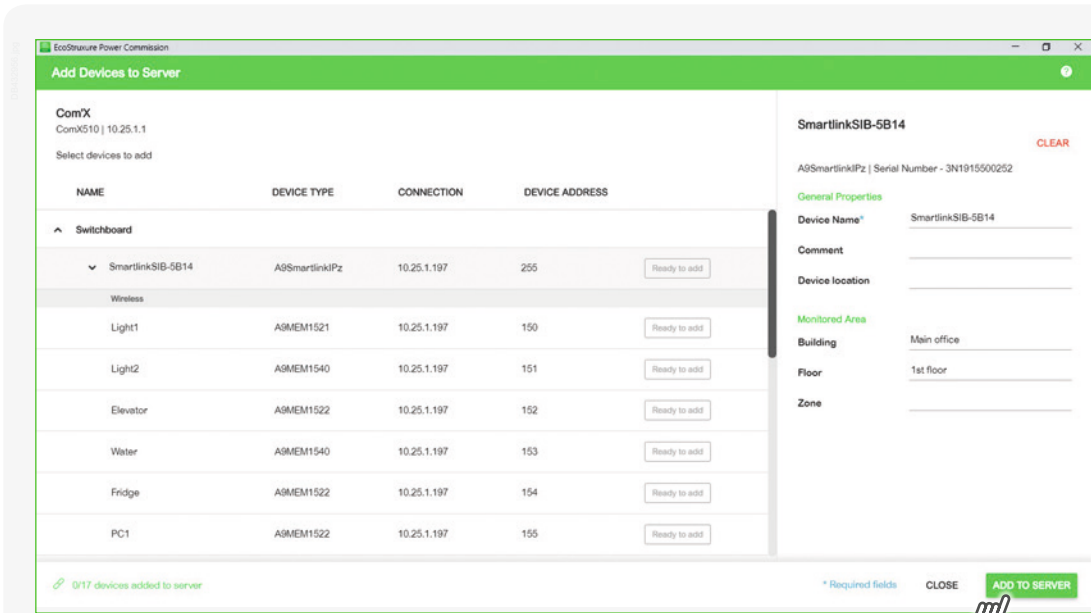 EcoStruxure Power Commission
Add Devices to Server
?
Com'X
ComX510 | 10.25.1.1
Select devices to add
NAME DEVICE TYPE CONNECTION DEVICE ADDRESS
Switchboard
SmartlinkSIB-5B14 A9SmartlinkIPz 10.25.1.197 255 Ready to add
Wireless
Light1 A9MEM1521 10.25.1.197 150 Ready to add
Light2 A9MEM1540 10.25.1.197 151 Ready to add
Elevator A9MEM1522 10.25.1.197 152 Ready to add
Water A9MEM1540 10.25.1.197 153 Ready to add
Fridge A9MEM1522 10.25.1.197 154 Ready to add
PC1 A9MEM1522 10.25.1.197 155 Ready to add
SmartlinkSIB-5B14
CLEAR
A9SmartlinkIPz | Serial Number - 3N1915500252
General Properties
Device Name* SmartlinkSIB-5B14
Comment
Device location
Monitored Area
Building Main office
Floor 1st floor
Zone
0/17 devices added to server
* Required fields CLOSE ADD TO SERVER